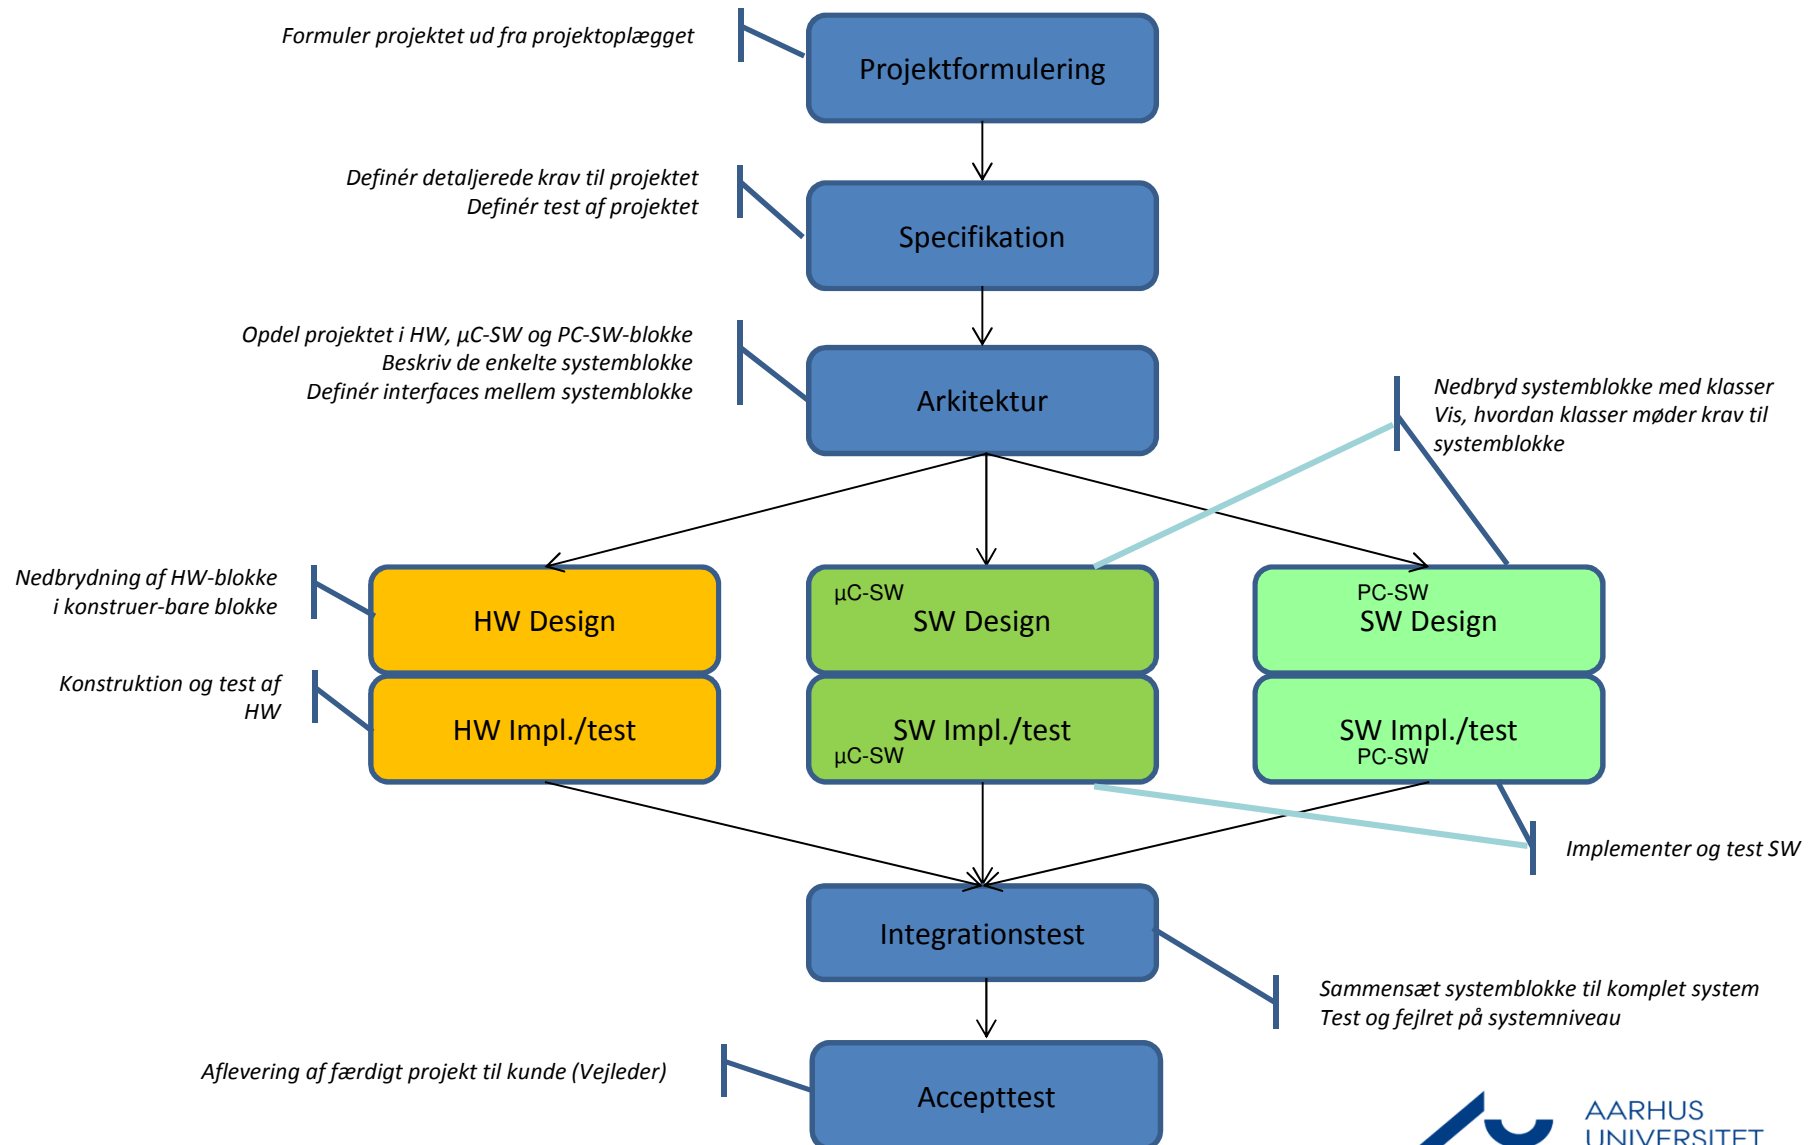 Formuler projektet ud fra projektoplægget
Projektformulering
Definér detaljerede krav til projektet
Definér test af projektet
Specifikation
Opdel projektet i HW, µC-SW og PC-SW-blokke
Beskriv de enkelte systemblokke
Definér interfaces mellem systemblokke
Arkitektur
Nedbryd systemblokke med klasser
Vis, hvordan klasser møder krav til
systemblokke
Nedbrydning af HW-blokke
i konstruer-bare blokke
HW Design
µC-SW
SW Design
PC-SW
SW Design
Konstruktion og test af
HW
HW Impl./test
SW Impl./test
µC-SW
SW Impl./test
PC-SW
Implementer og test SW
Integrationstest
Sammensæt systemblokke til komplet system
Test og fejlret på systemniveau
Aflevering af færdigt projekt til kunde (Vejleder)
Accepttest
AARHUS
UNIVERSITET